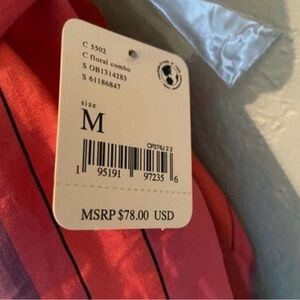 C 5502
C floral combo
S OB1314283
S 61186847
size
M
CP276J 2 2
1 95191 97235 6
MSRP $78.00 USD